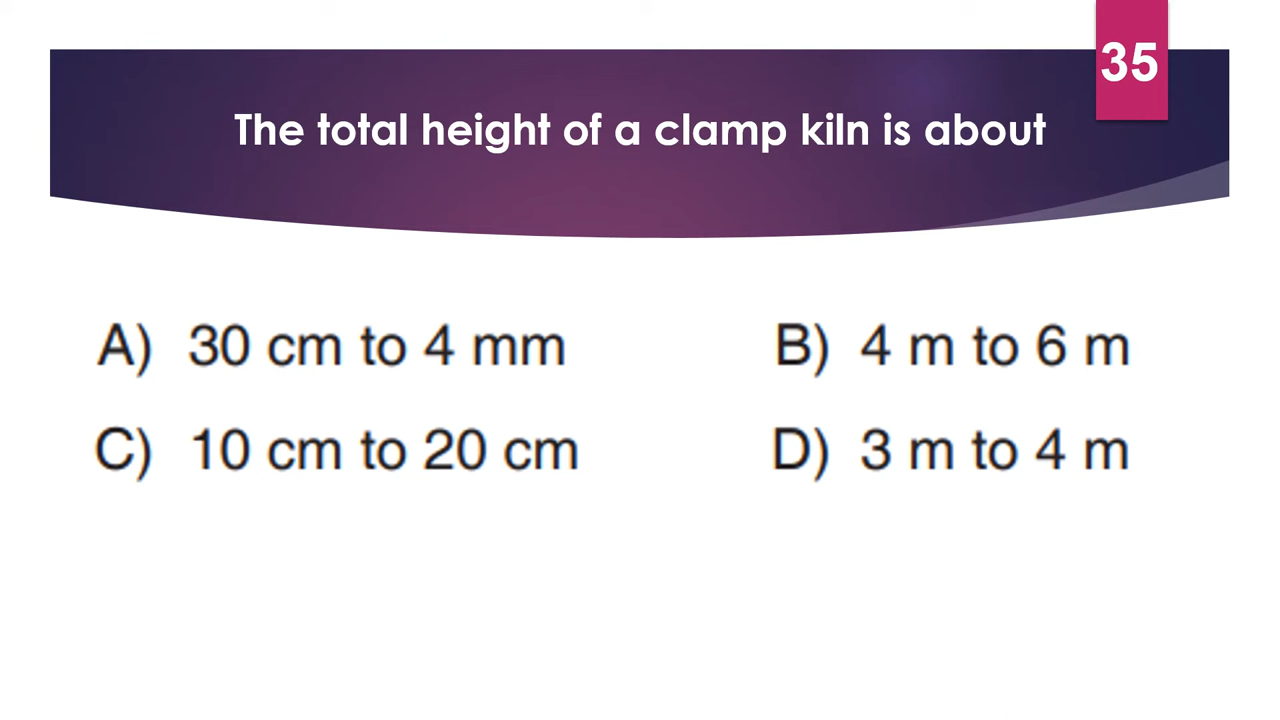 35
The total height of a clamp kiln is about
A) 30 cm to 4 mm B) 4 m to 6 m
C) 10 cm to 20 cm D) 3 m to 4 m